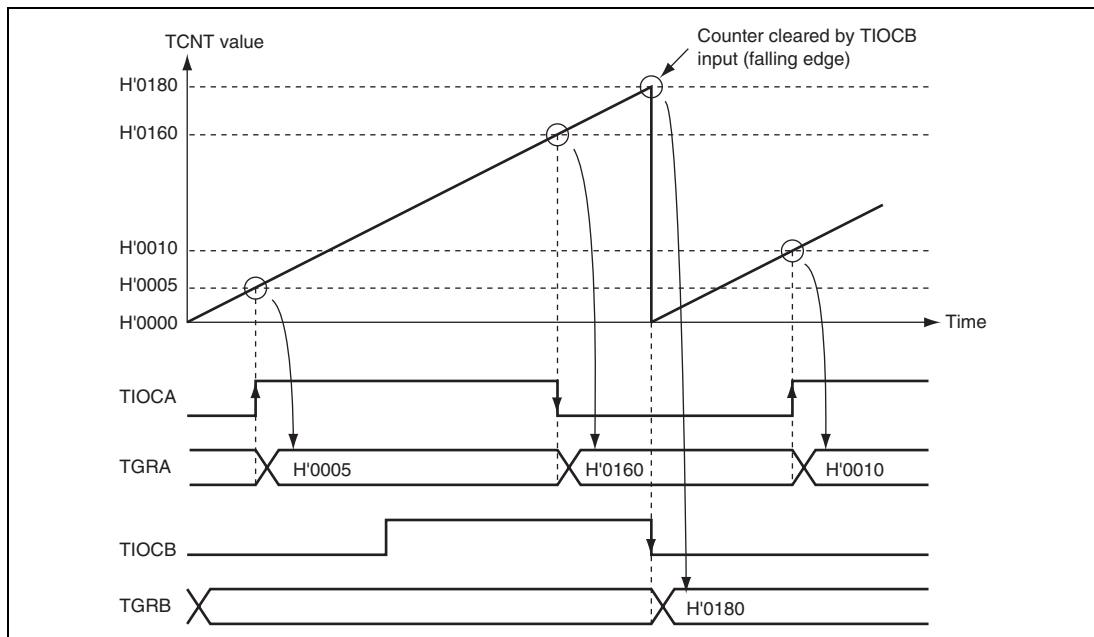 TCNT value
Counter cleared by TIOCB
input (falling edge)
H'0180
H'0160
H'0010
H'0005
H'0000
Time
TIOCA
TGRA
H'0005
H'0160
H'0010
TIOCB
TGRB
H'0180